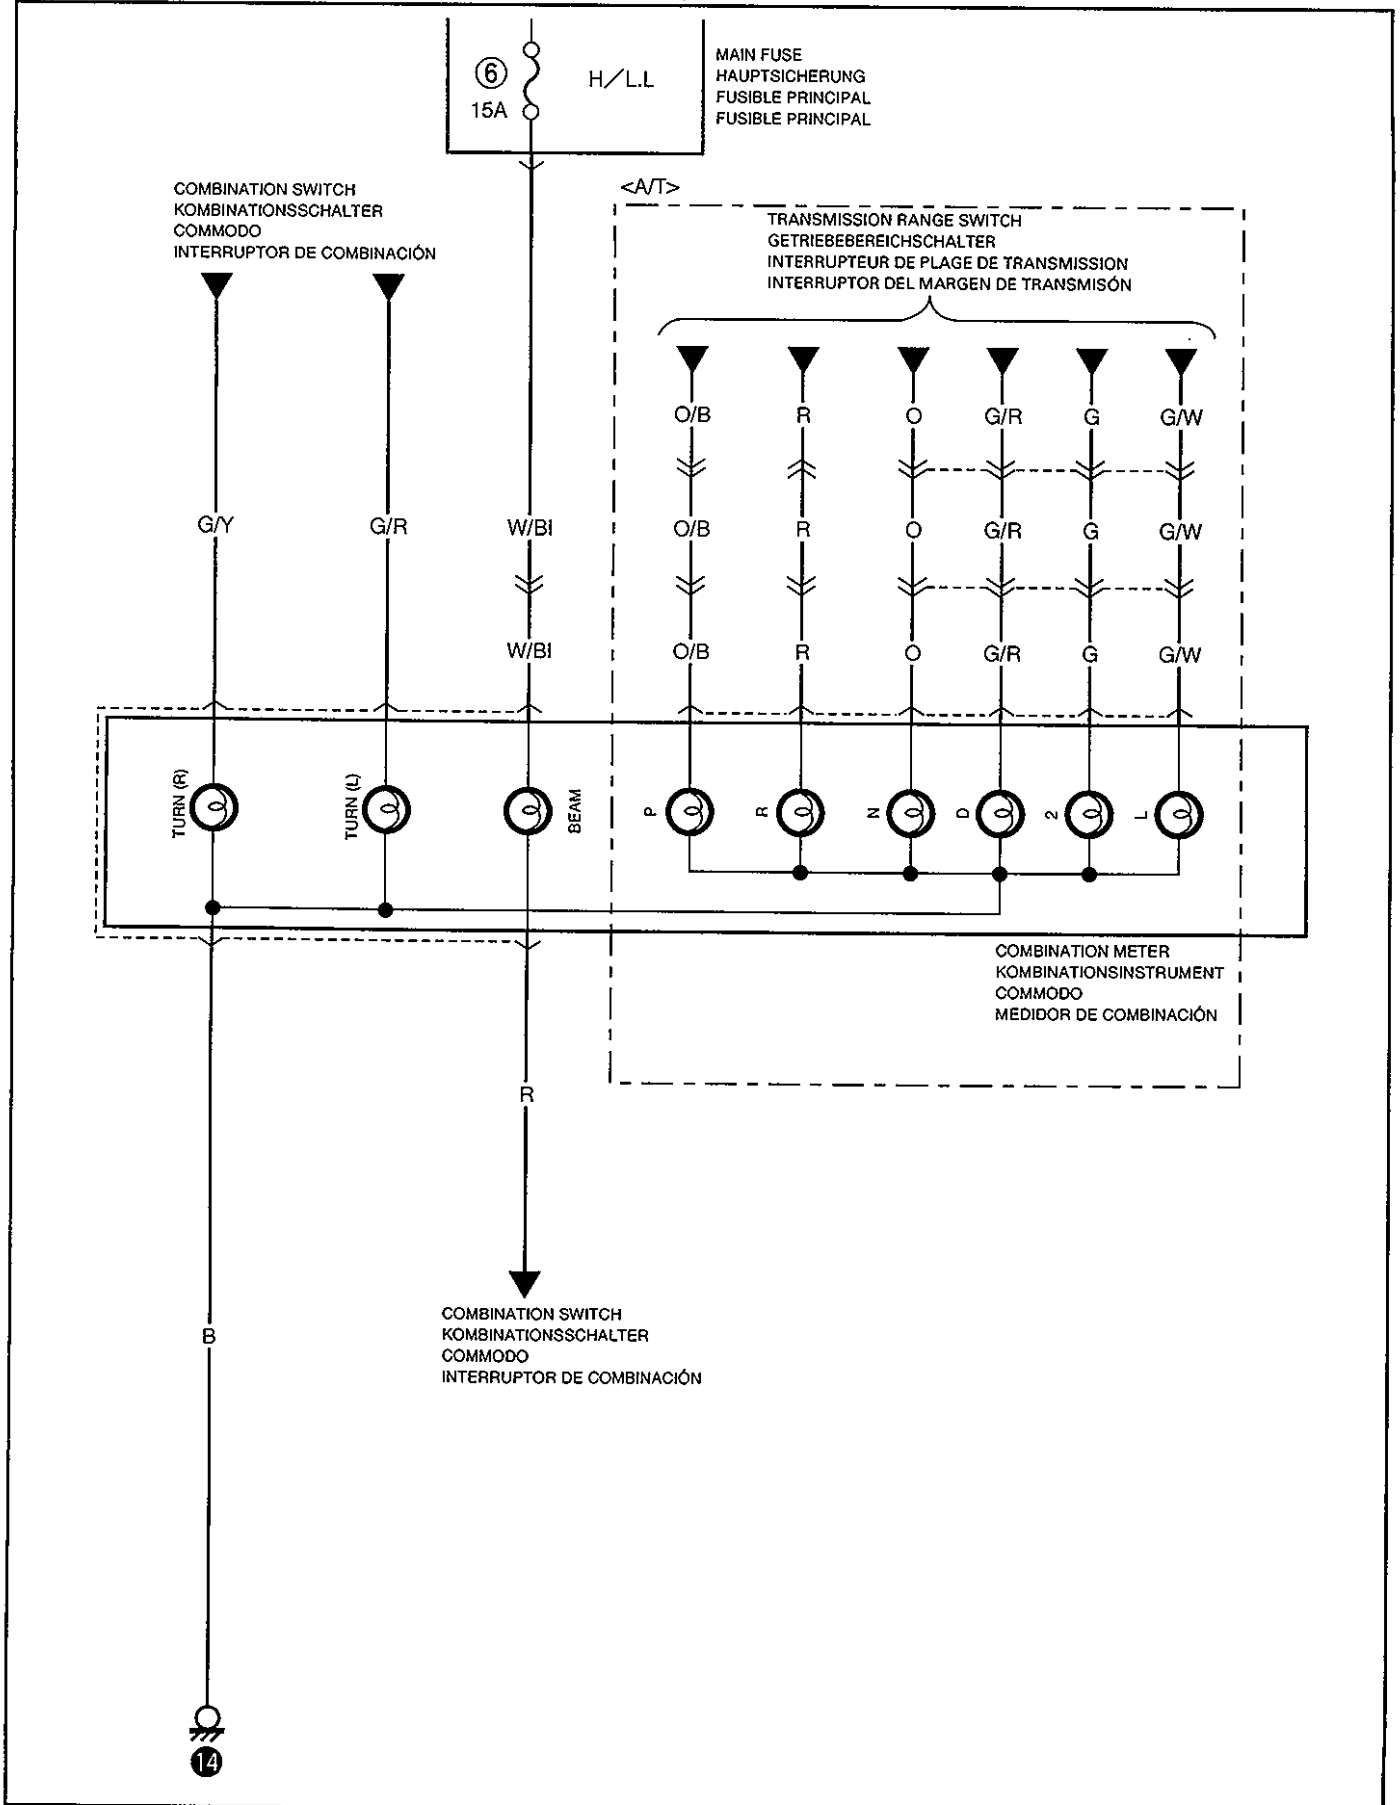 6
15A
H/L.L
MAIN FUSE
HAUPTSICHERUNG
FUSIBLE PRINCIPAL
FUSIBLE PRINCIPAL
COMBINATION SWITCH
KOMBINATIONSSCHALTER
COMMODO
INTERRUPTOR DE COMBINACIÓN
<A/T>
TRANSMISSION RANGE SWITCH
GETRIEBEBEREICHSCHALTER
INTERRUPTEUR DE PLAGE DE TRANSMISSION
INTERRUPTOR DEL MARGEN DE TRANSMISÓN
O/B R O G/R G G/W
G/Y G/R W/Bl O/B R O G/R G G/W
W/Bl O/B R O G/R G G/W
TURN (R) TURN (L) BEAM P R N D 2 L
COMBINATION METER
KOMBINATIONSINSTRUMENT
COMMODO
MEDIDOR DE COMBINACIÓN
R
COMBINATION SWITCH
KOMBINATIONSSCHALTER
COMMODO
INTERRUPTOR DE COMBINACIÓN
B
14